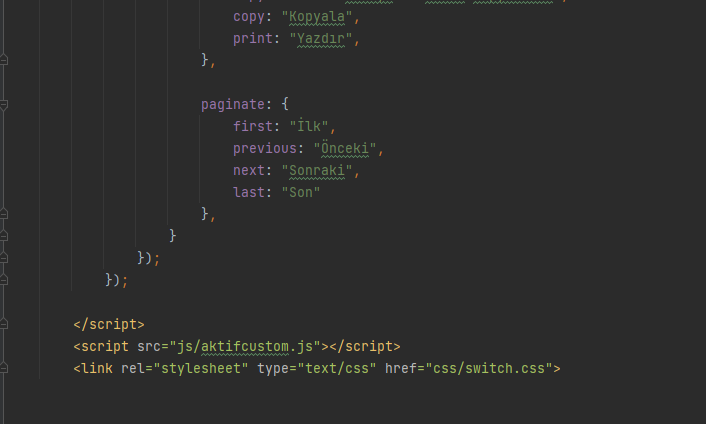 copy: "Kopyala",
print: "Yazdır",
},
paginate: {
first: "İlk",
previous: "Önceki",
next: "Sonraki",
last: "Son"
},
}
});
});
</script>
<script src="js/aktifcustom.js"></script>
<link rel="stylesheet" type="text/css" href="css/switch.css">